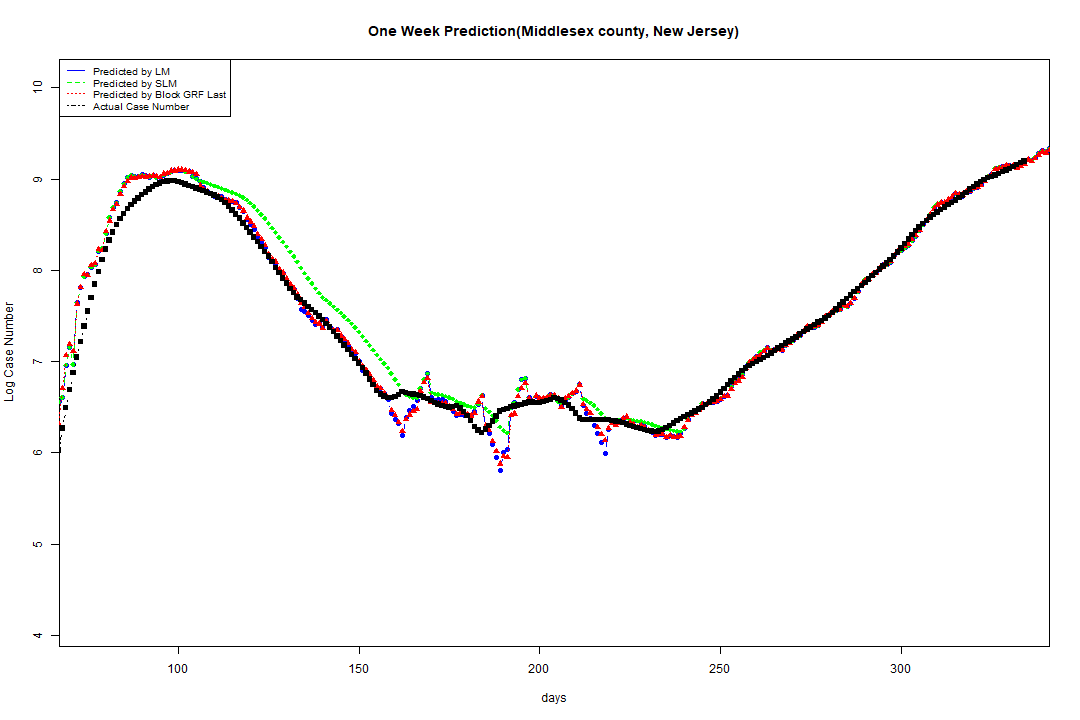 One Week Prediction(Middlesex county, New Jersey)
Predicted by LM
Predicted by SLM
Predicted by Block GRF Last
Actual Case Number
10
9
8
7
6
5
4
Log Case Number
100 150 200 250 300
days